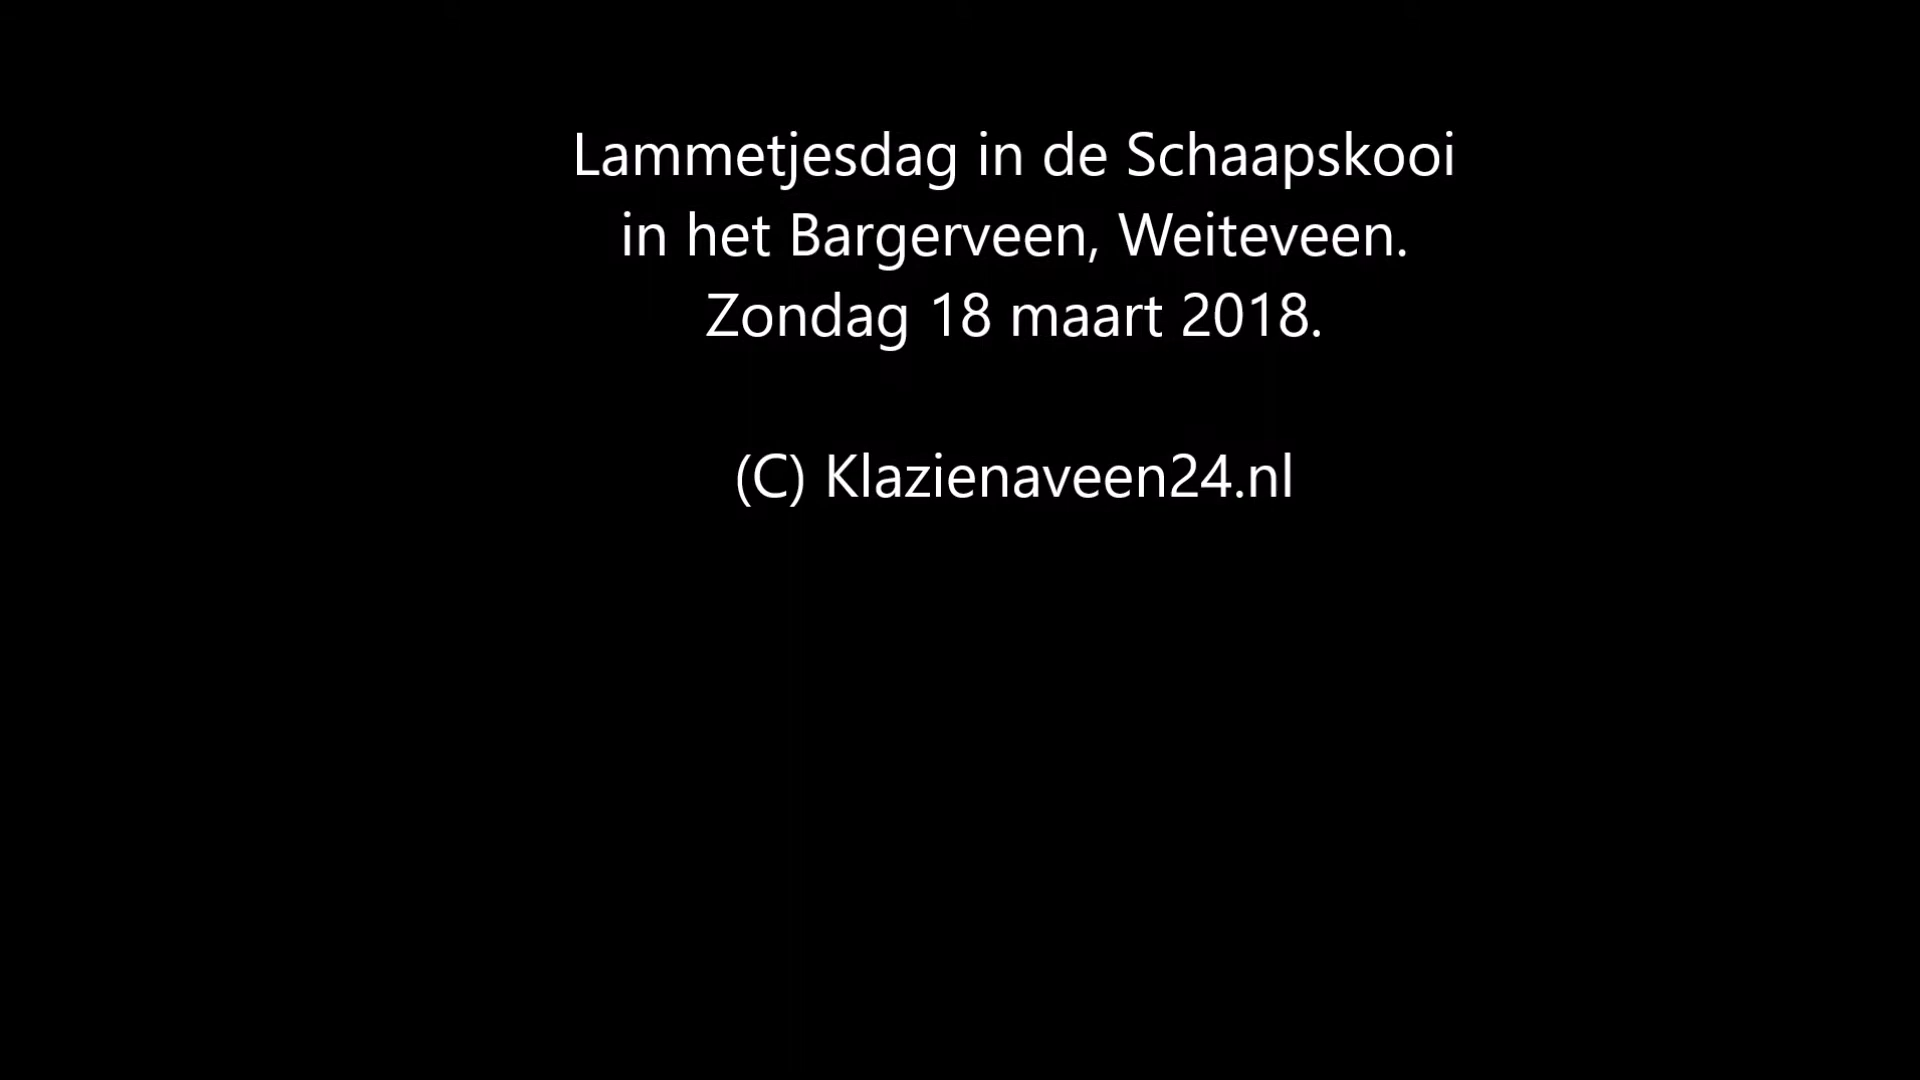 Lammetjesdag in de Schaapskooi
in het Bargerveen, Weiteveen.
Zondag 18 maart 2018.
(C) Klazienaveen24.nl